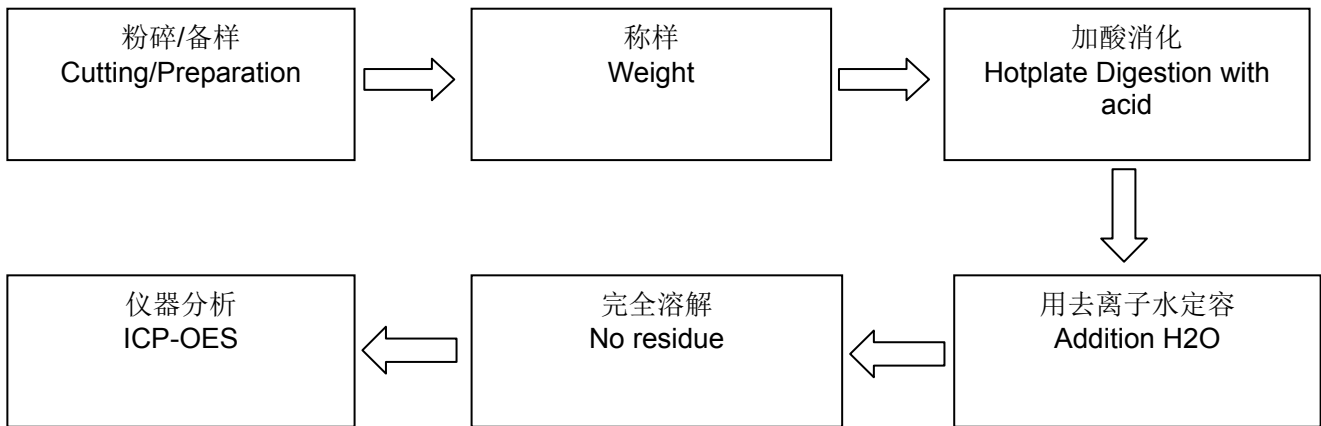 粉碎/备样
Cutting/Preparation
称样
Weight
加酸消化
Hotplate Digestion with
acid
用去离子水定容
Addition H2O
完全溶解
No residue
仪器分析
ICP-OES